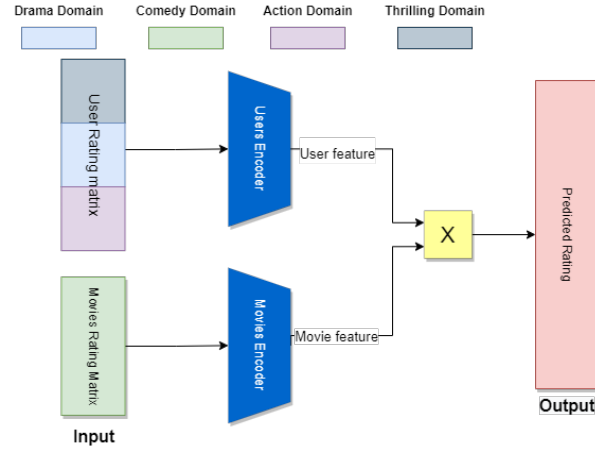 Drama Domain
Comedy Domain
Action Domain
Thrilling Domain
User Rating matrix
Users Encoder
User feature
X
Predicted Rating
Movies Rating Matrix
Movies Encoder
Movie feature
Input
Output